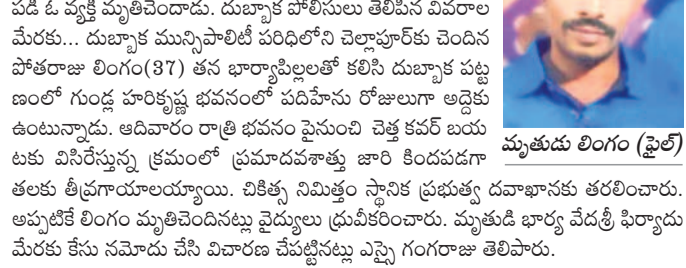 పడి ఓ వ్యక్తి మృతిచెందాడు. దుబ్బాక పోలీసులు తెలిపిన వివరాల
మేరకు... దుబ్బాక మున్సిపాలిటీ పరిధిలోని చెల్లాపూర్‌కు చెందిన
పోతరాజు లింగం(37) తన భార్యాపిల్లలతో కలిసి దుబ్బాక పట్ట
ణంలో గుండ్ల హరికృష్ణ భవనంలో పదిహేను రోజులుగా అద్దెకు
ఉంటున్నాడు. ఆదివారం రాత్రి భవనం పైనుంచి చెత్త కవర్ బయ
టకు విసిరేస్తున్న క్రమంలో ప్రమాదవశాత్తు జారి కిందపడగా
మృతుడు లింగం (ఫైల్)
తలకు తీవ్రగాయాలయ్యాయి. చికిత్స నిమిత్తం స్థానిక ప్రభుత్వ దవాఖానకు తరలించారు.
అప్పటికే లింగం మృతిచెందినట్లు వైద్యులు ధ్రువీకరించారు. మృతుడి భార్య వేదశ్రీ ఫిర్యాదు
మేరకు కేసు నమోదు చేసి విచారణ చేపట్టినట్లు ఎస్సై గంగరాజు తెలిపారు.